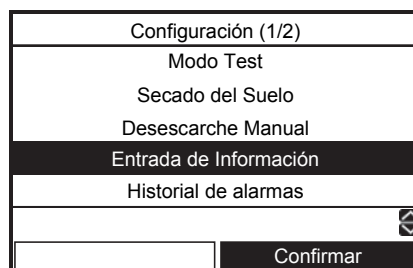 Configuración (1/2)
Modo Test
Secado del Suelo
Desescarche Manual
Entrada de Información
Historial de alarmas
Confirmar